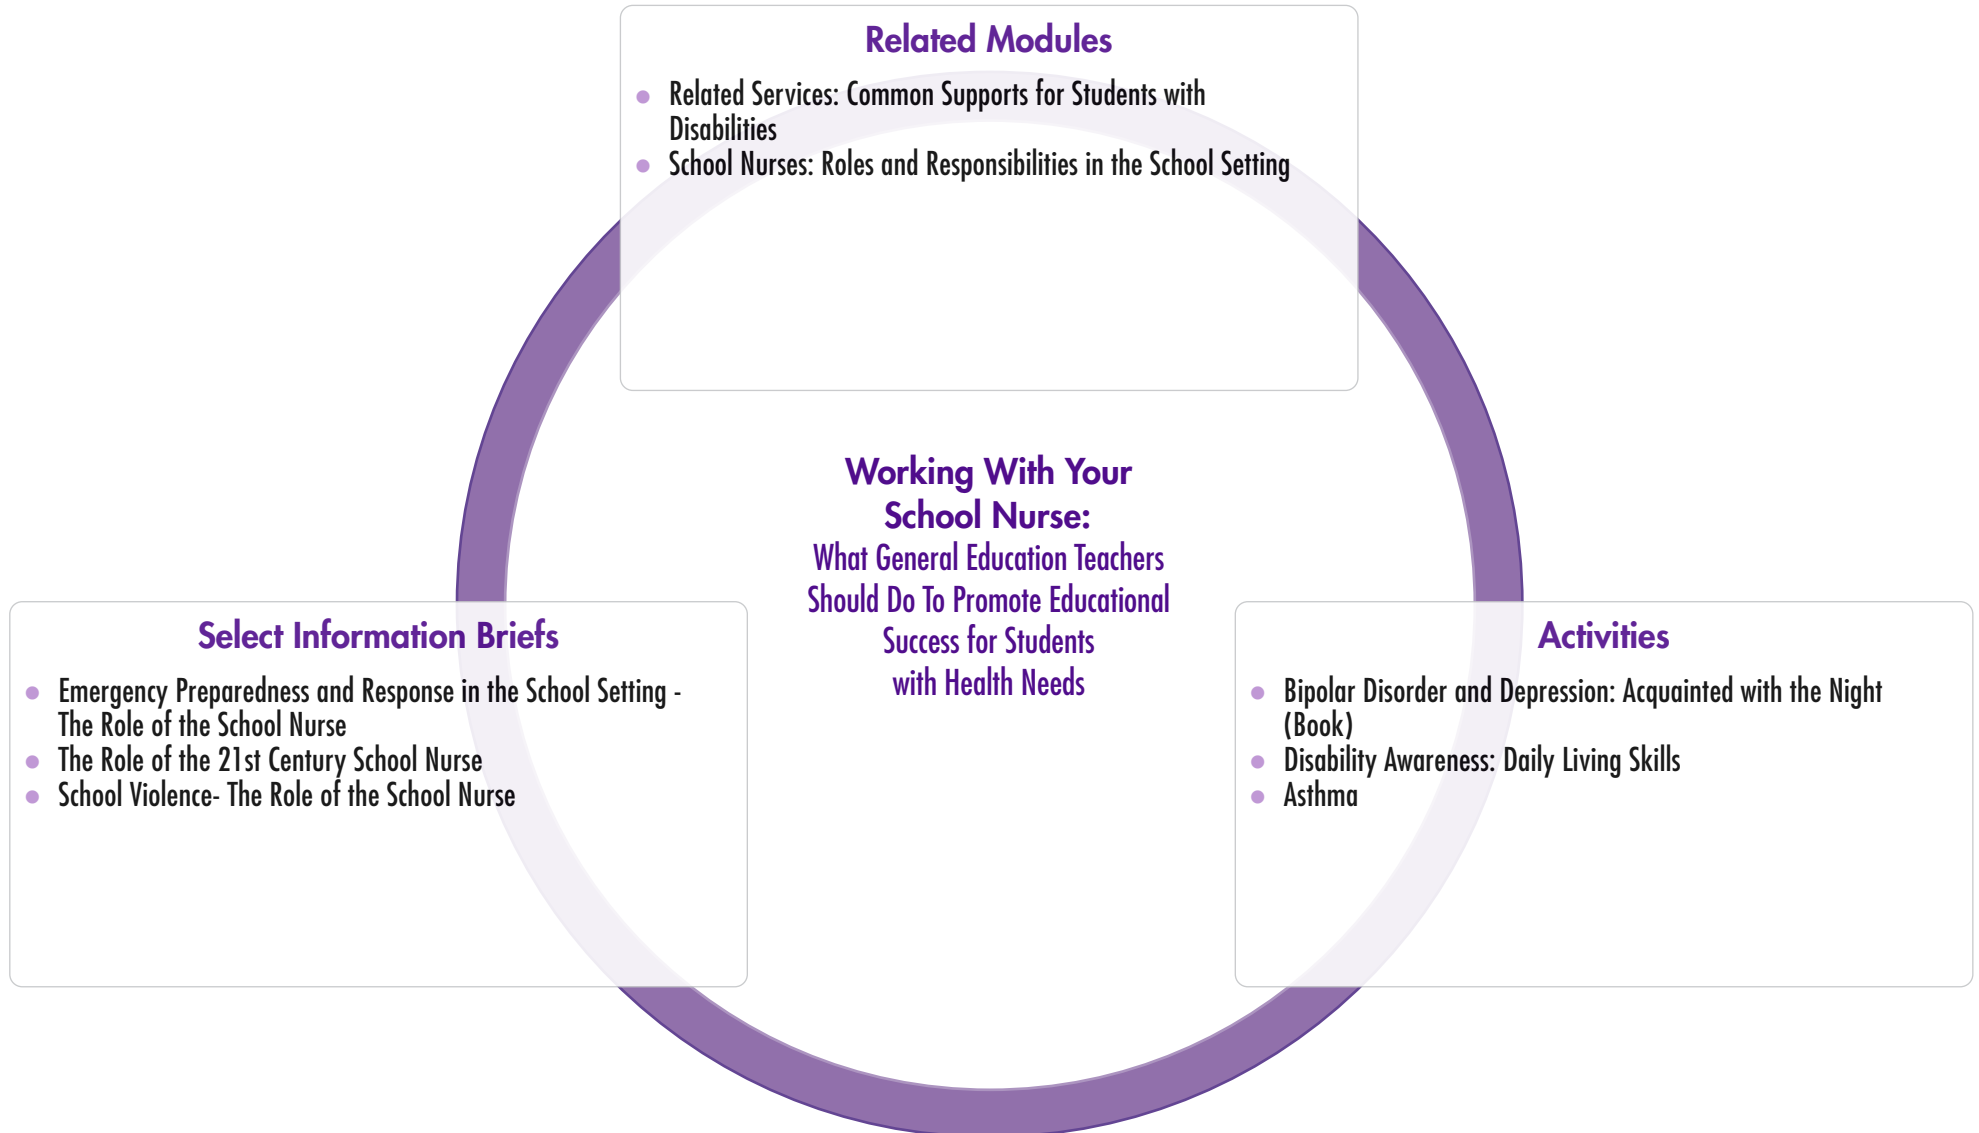 Related Modules
Related Services: Common Supports for Students with
Disabilities
School Nurses: Roles and Responsibilities in the School Setting
Working With Your
School Nurse:
What General Education Teachers
Should Do To Promote Educational
Success for Students
with Health Needs
Select Information Briefs
Emergency Preparedness and Response in the School Setting -
The Role of the School Nurse
The Role of the 21st Century School Nurse
School Violence- The Role of the School Nurse
Activities
Bipolar Disorder and Depression: Acquainted with the Night
(Book)
Disability Awareness: Daily Living Skills
Asthma